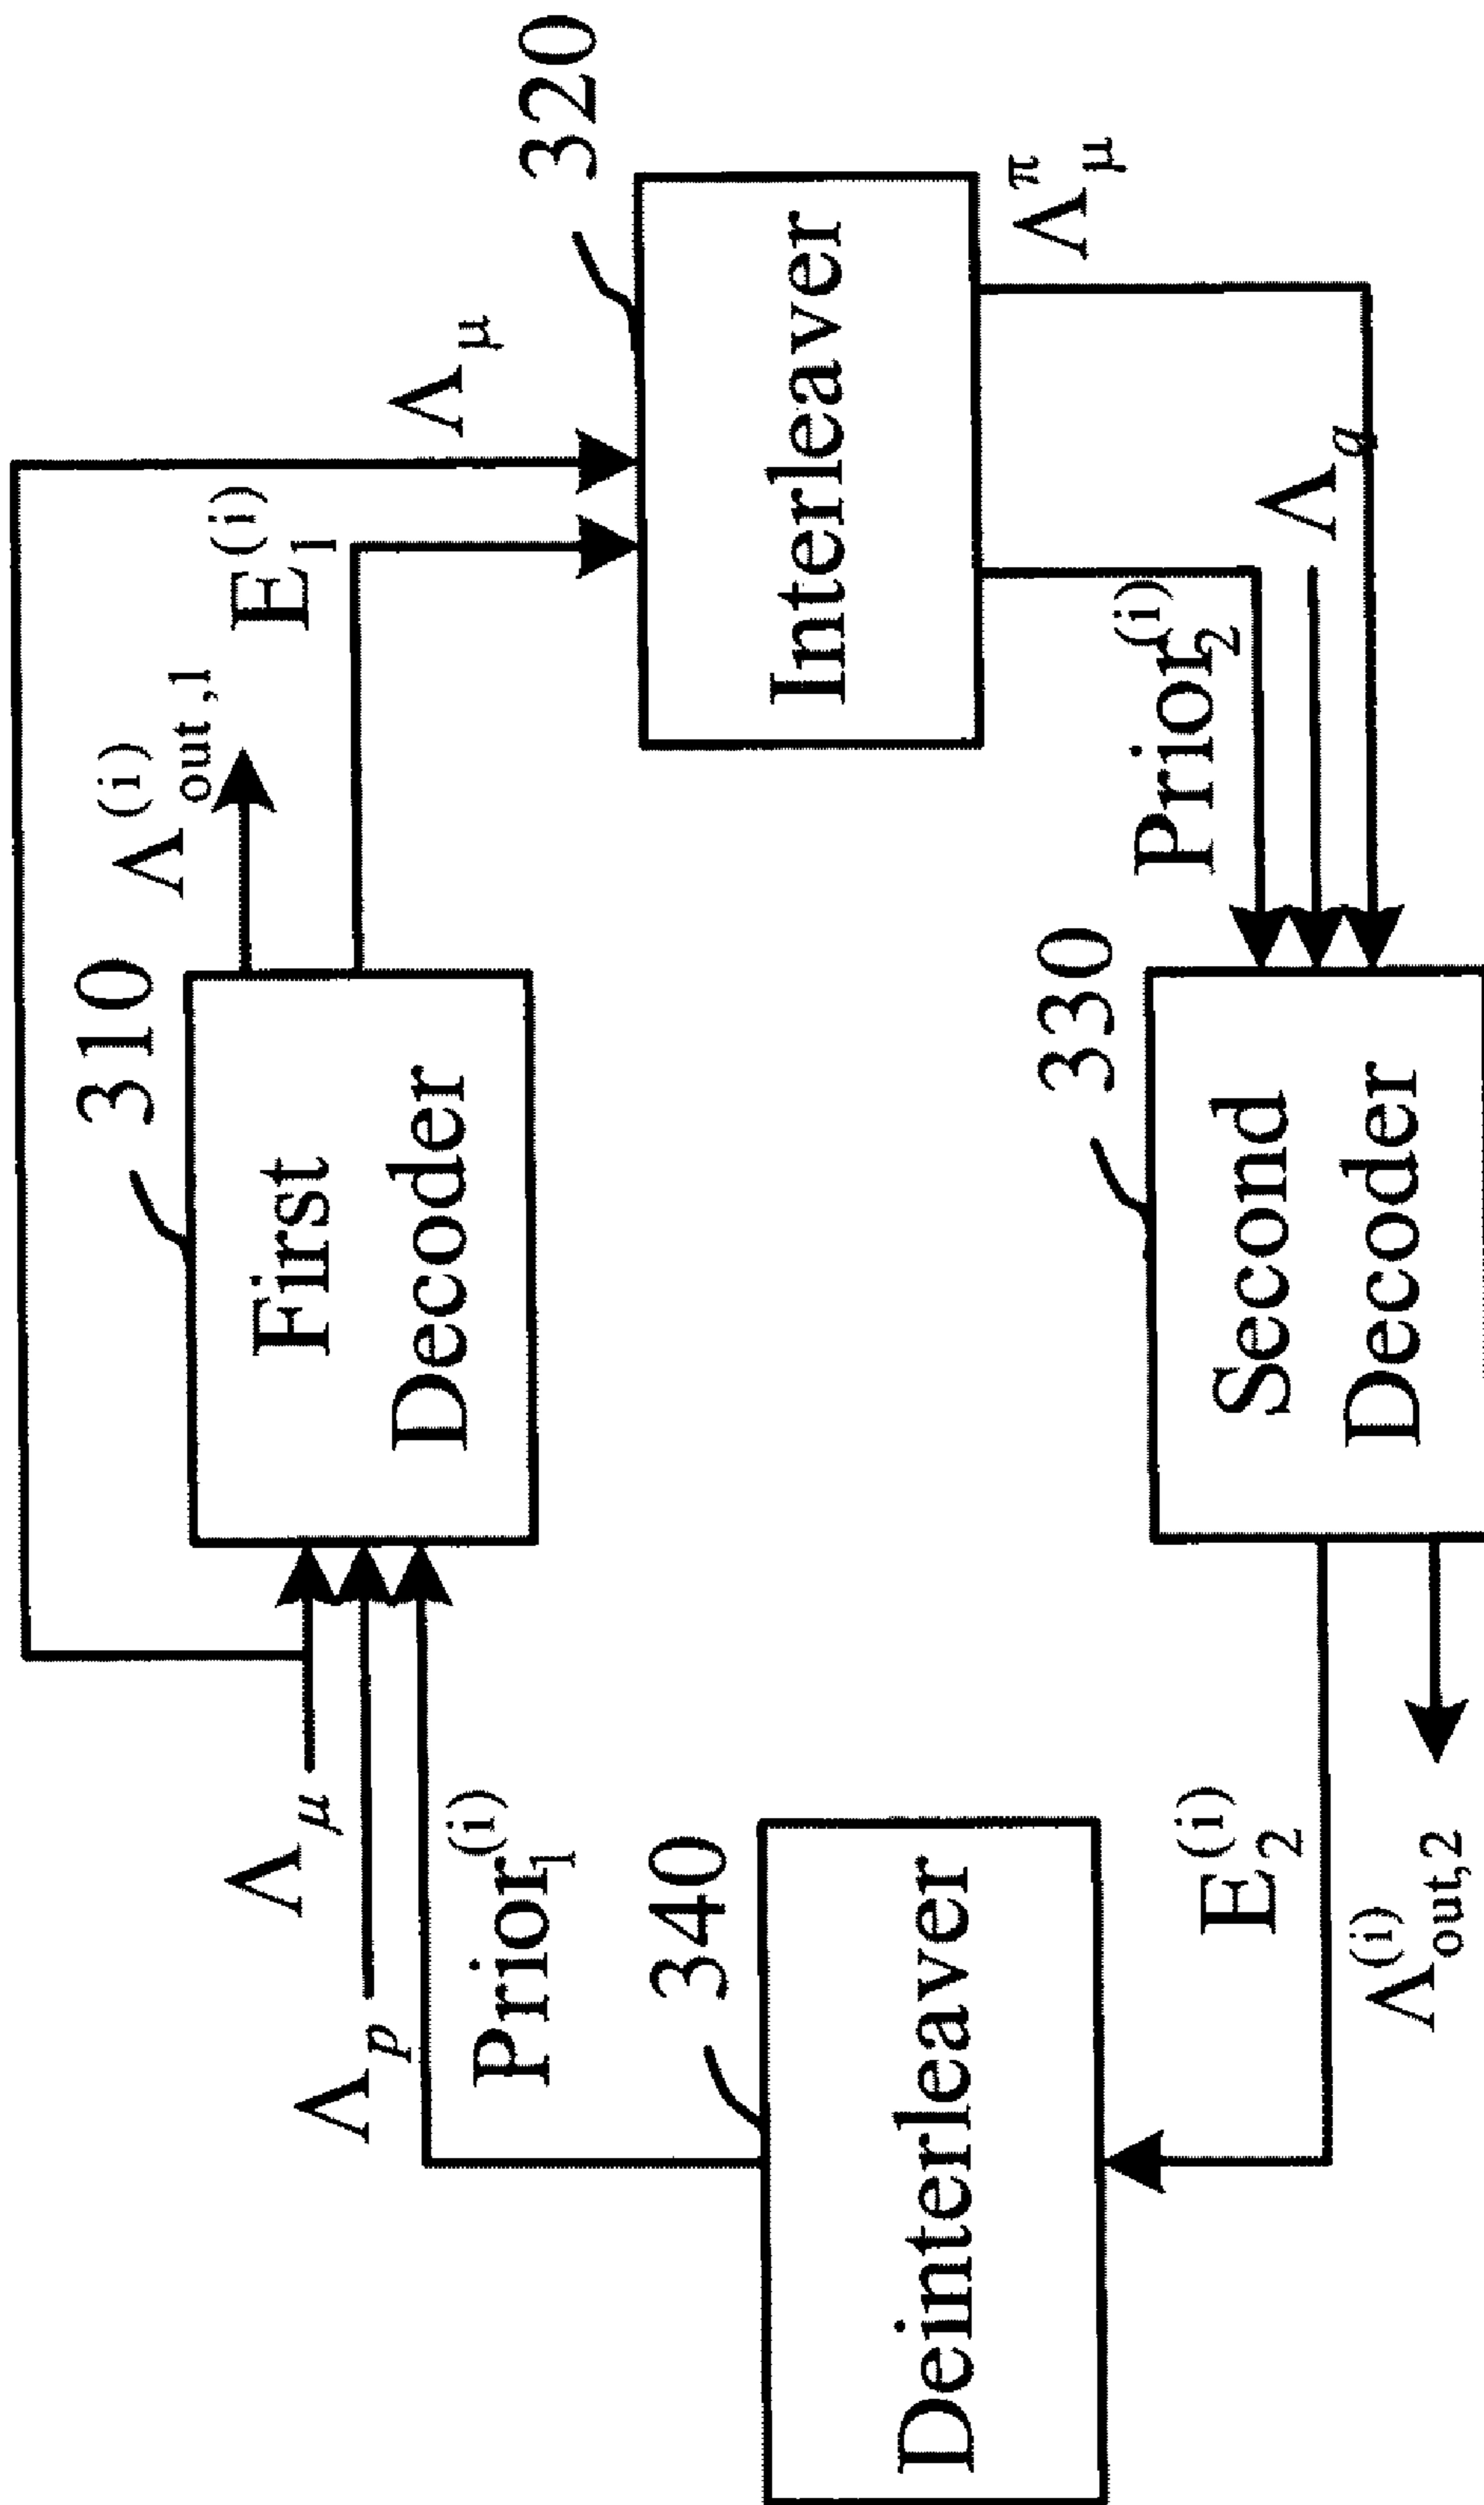 310
Λ^(i)_out,1
E_1^(i)
320
Λ_μ
First
Decoder
Λ_μ
Λ_p
Prior_1^(i)
340
Interleaver
Deinterleaver
Λ^π_μ
330
Prior_2^(i)
Λ_q
Second
Decoder
E_2^(i)
Λ^(i)_out,2